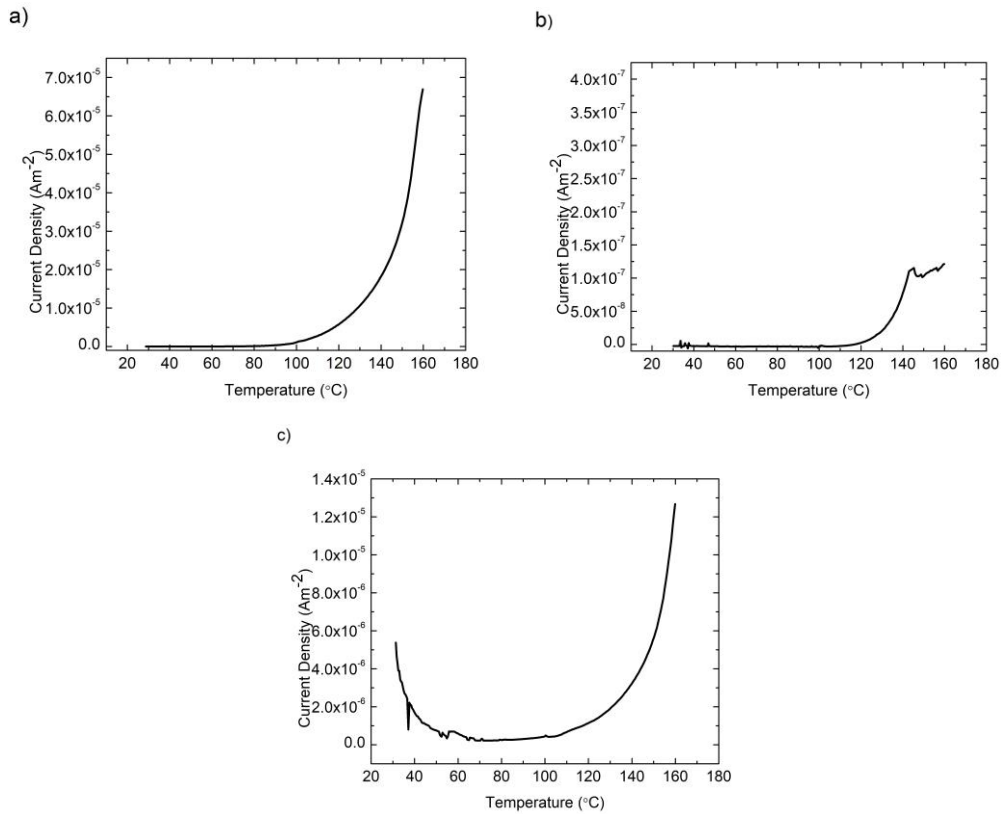 a)
7.0x10⁻⁵
6.0x10⁻⁵
5.0x10⁻⁵
4.0x10⁻⁵
3.0x10⁻⁵
2.0x10⁻⁵
1.0x10⁻⁵
0.0
Current Density (Am⁻²)
20 40 60 80 100 120 140 160 180
Temperature (°C)
b)
4.0x10⁻⁷
3.5x10⁻⁷
3.0x10⁻⁷
2.5x10⁻⁷
2.0x10⁻⁷
1.5x10⁻⁷
1.0x10⁻⁷
5.0x10⁻⁸
0.0
Current Density (Am⁻²)
20 40 60 80 100 120 140 160 180
Temperature (°C)
c)
1.4x10⁻⁵
1.2x10⁻⁵
1.0x10⁻⁵
8.0x10⁻⁶
6.0x10⁻⁶
4.0x10⁻⁶
2.0x10⁻⁶
0.0
Current Density (Am⁻²)
20 40 60 80 100 120 140 160 180
Temperature (°C)